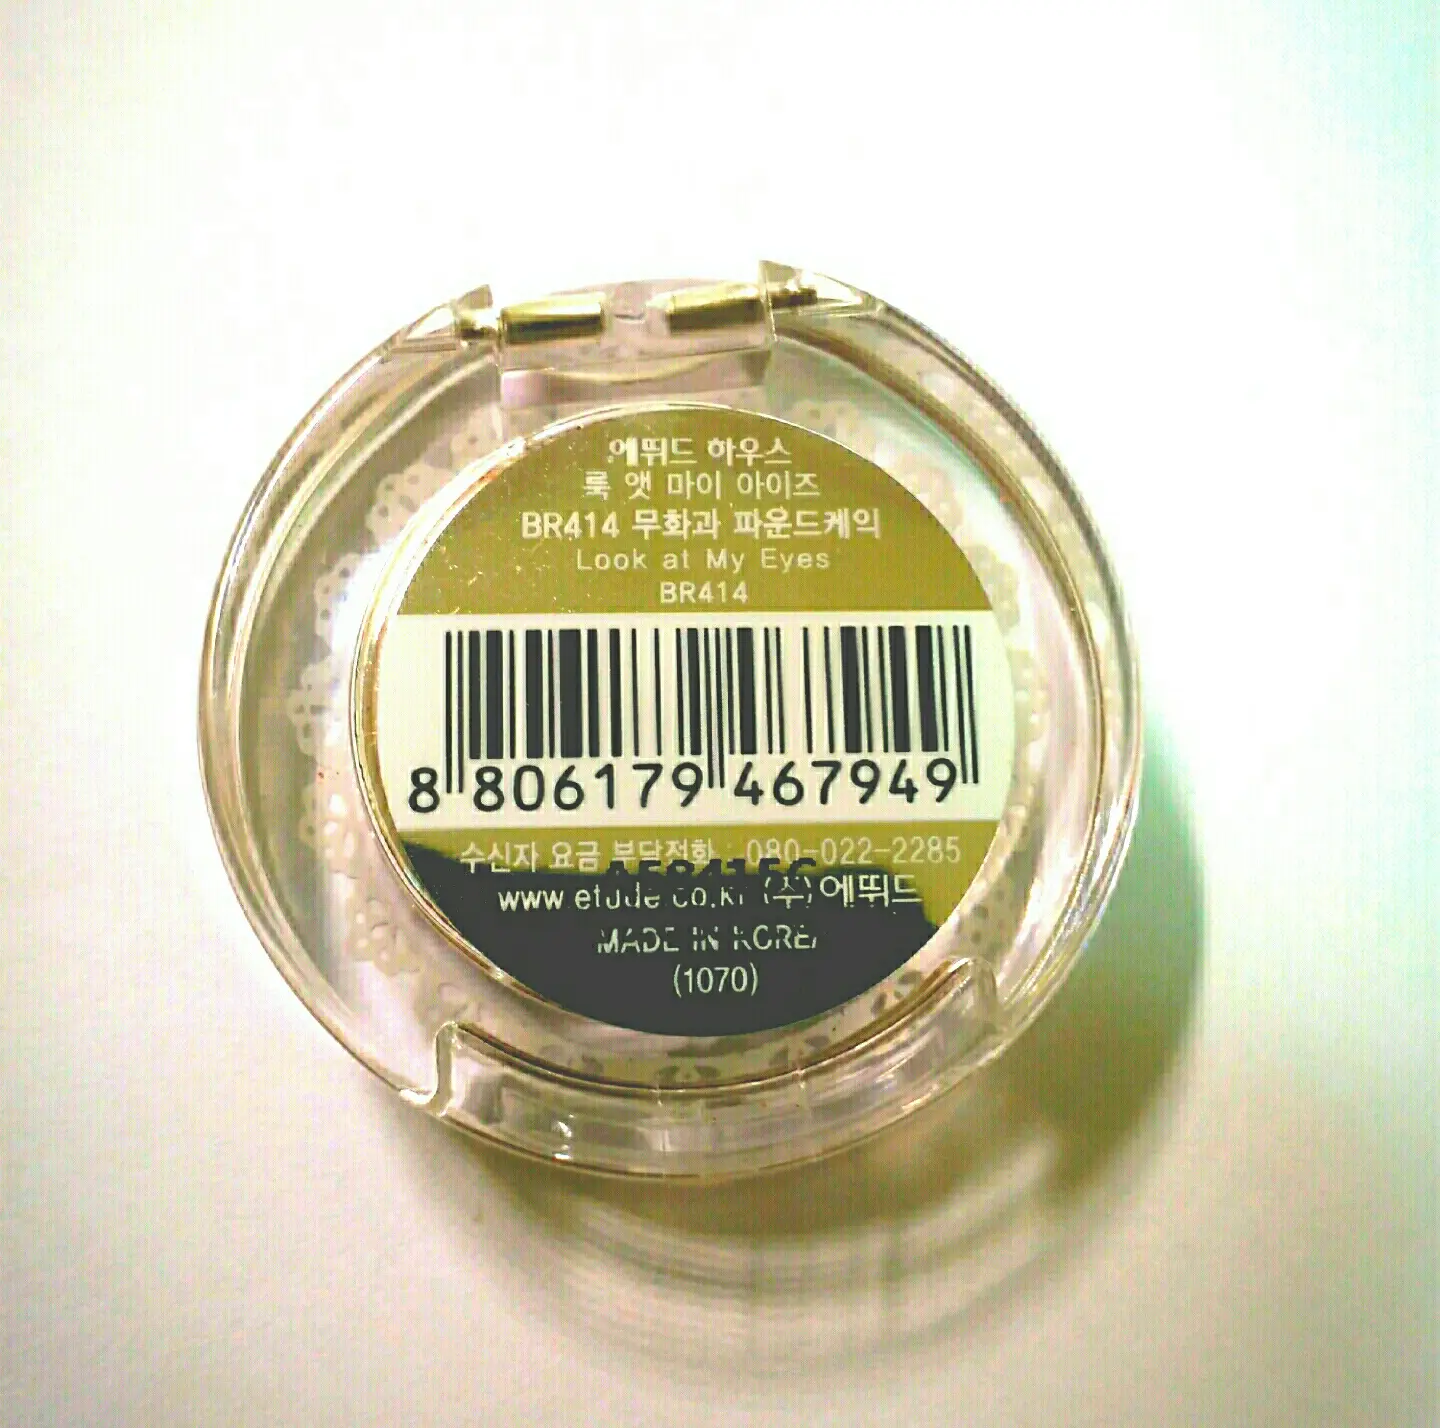 에뛰드 하우스
룩 앳 마이 아이즈
BR414 무화과 파운드케익
Look at My Eyes
BR414
8 806179 467949
수신자 요금 부담전화 : 080-022-2285
www.etude.co.kr (주)에뛰드
MADE IN KOREA
(1070)